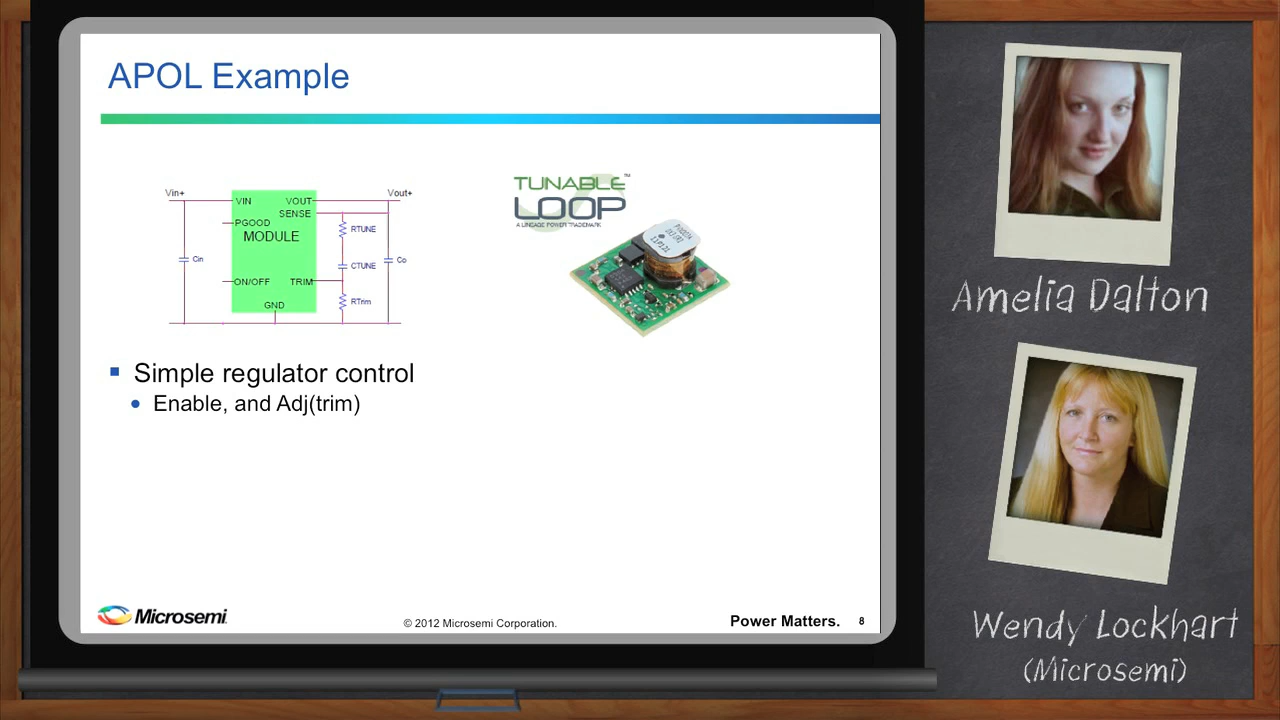 APOL Example
Vin+
Vout+
VIN
VOUT
SENSE
PGOOD
MODULE
RTUNE
Cin
CTUNE
Co
ON/OFF
TRIM
RTrim
GND
TUNABLE
LOOP™
A LINEAGE POWER TRADEMARK
Simple regulator control
Enable, and Adj(trim)
Microsemi
© 2012 Microsemi Corporation.
Power Matters.
8
Amelia Dalton
Wendy Lockhart
(Microsemi)